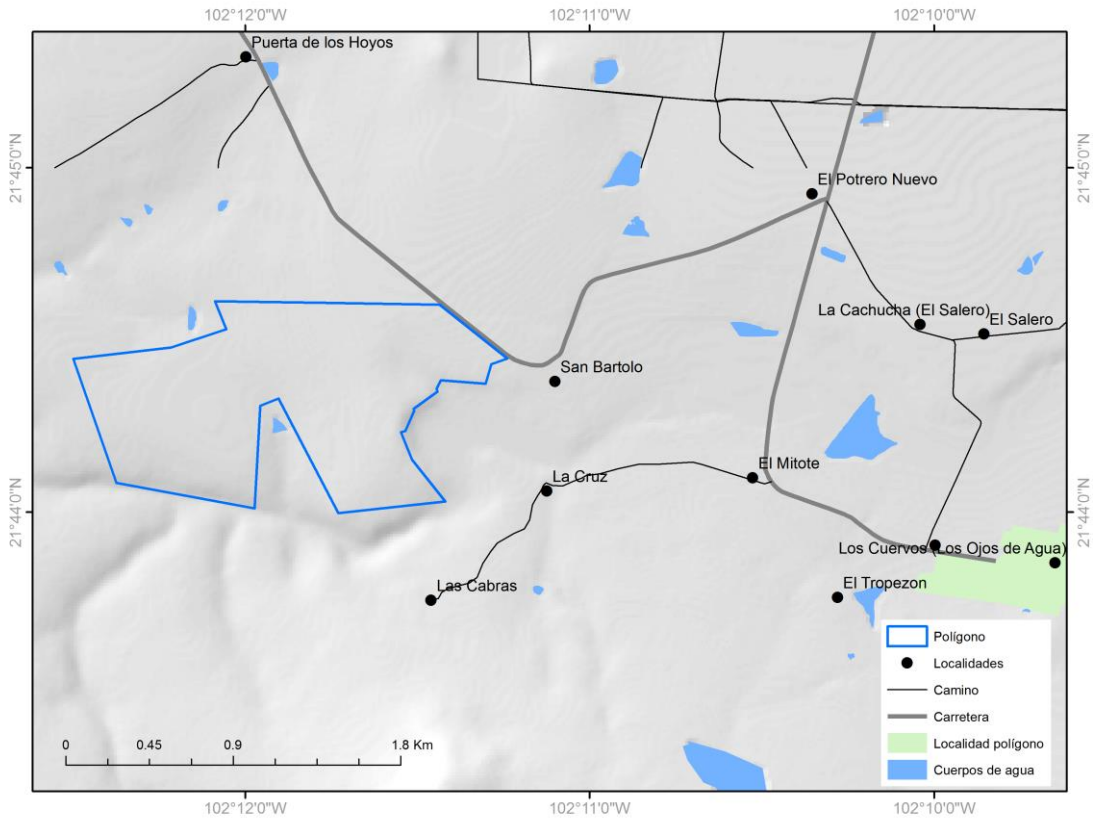 102°12'0"W
102°11'0"W
102°10'0"W
Puerta de los Hoyos
21°45'0"N
21°45'0"N
El Potrero Nuevo
La Cachucha (El Salero)
El Salero
San Bartolo
El Mitote
La Cruz
21°44'0"N
21°44'0"N
Los Cuervos (Los Ojos de Agua)
Las Cabras
El Tropezon
Polígono
Localidades
Camino
Carretera
Localidad polígono
Cuerpos de agua
0 0.45 0.9 1.8 Km
102°12'0"W
102°11'0"W
102°10'0"W